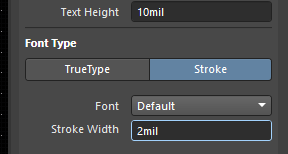 Text Height 10mil
Font Type
TrueType Stroke
Font Default
Stroke Width 2mil